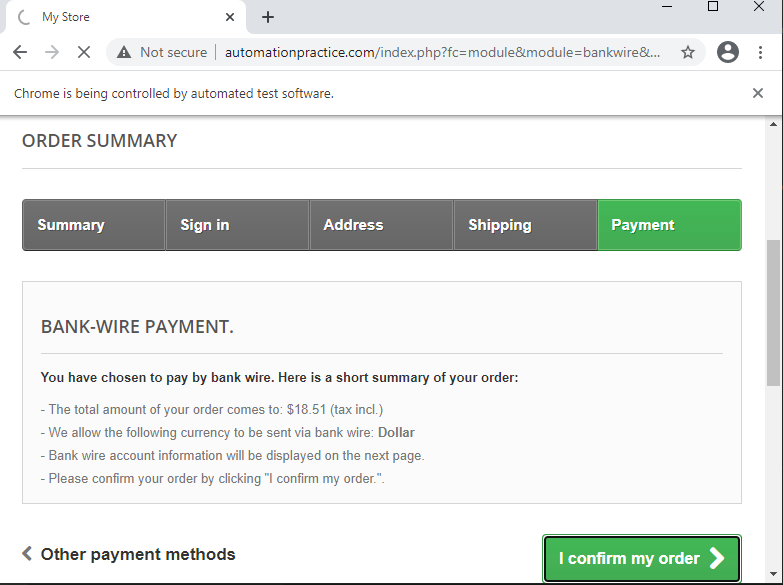 My Store
Not secure | automationpractice.com/index.php?fc=module&module=bankwire&...
Chrome is being controlled by automated test software.
ORDER SUMMARY
Summary Sign in Address Shipping Payment
BANK-WIRE PAYMENT.
You have chosen to pay by bank wire. Here is a short summary of your order:
- The total amount of your order comes to: $18.51 (tax incl.)
- We allow the following currency to be sent via bank wire: Dollar
- Bank wire account information will be displayed on the next page.
- Please confirm your order by clicking "I confirm my order.".
Other payment methods I confirm my order